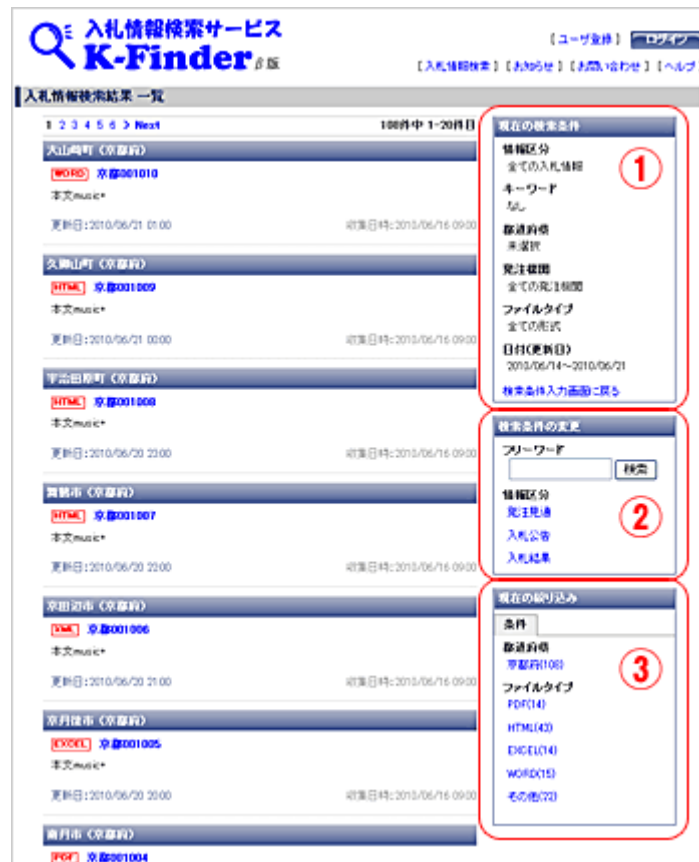 入札情報検索サービス
K-Finder β版
[ユーザ登録] ログイン
[入札情報検索] [お知らせ] [お問い合わせ] [ヘルプ
入札情報検索結果 一覧
1 2 3 4 5 6 > Next
108件中 1-20件目
大山崎町（京都府）
WORD 京都001010
本文music*
更新日:2010/06/21 01:00
収集日時:2010/06/16 09:00
久御山町（京都府）
HTML 京都001009
本文music*
更新日:2010/06/21 00:00
収集日時:2010/06/16 09:00
宇治田原町（京都府）
HTML 京都001008
本文music*
更新日:2010/06/20 23:00
収集日時:2010/06/16 09:00
舞鶴市（京都府）
HTML 京都001007
本文music*
更新日:2010/06/20 22:00
収集日時:2010/06/16 09:00
京田辺市（京都府）
XML 京都001006
本文music*
更新日:2010/06/20 21:00
収集日時:2010/06/16 09:00
京丹後市（京都府）
EXCEL 京都001005
本文music*
更新日:2010/06/20 20:00
収集日時:2010/06/16 09:00
南丹市（京都府）
PDF 京都001004
現在の検索条件
①
情報区分
全ての入札情報
キーワード
なし
都道府県
未選択
発注機関
全ての発注機関
ファイルタイプ
全ての形式
日付(更新日)
2010/06/14～2010/06/21
検索条件入力画面に戻る
検索条件の変更
②
フリーワード
検索
情報区分
発注見通
入札公告
入札結果
現在の絞り込み
③
条件
都道府県
京都府(108)
ファイルタイプ
PDF(14)
HTML(43)
EXCEL(14)
WORD(15)
その他(22)